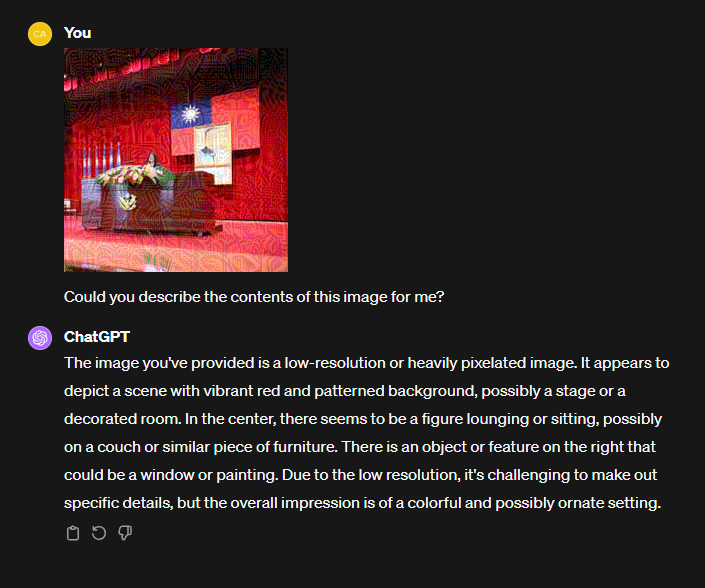 CA
You
Could you describe the contents of this image for me?
ChatGPT
The image you've provided is a low-resolution or heavily pixelated image. It appears to
depict a scene with vibrant red and patterned background, possibly a stage or a
decorated room. In the center, there seems to be a figure lounging or sitting, possibly
on a couch or similar piece of furniture. There is an object or feature on the right that
could be a window or painting. Due to the low resolution, it's challenging to make out
specific details, but the overall impression is of a colorful and possibly ornate setting.